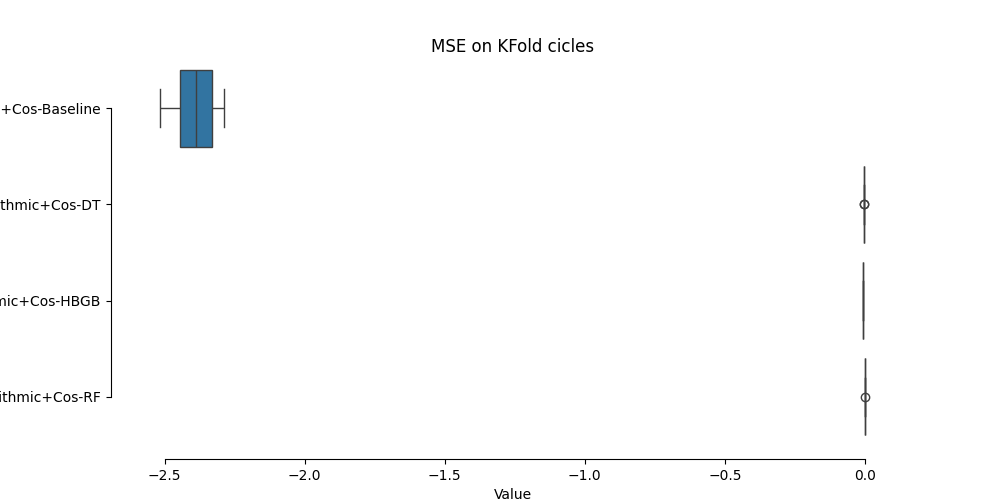 MSE on KFold cicles
+Cos-Baseline
thmic+Cos-DT
mic+Cos-HBGB
ithmic+Cos-RF
−2.5 −2.0 −1.5 −1.0 −0.5 0.0
Value